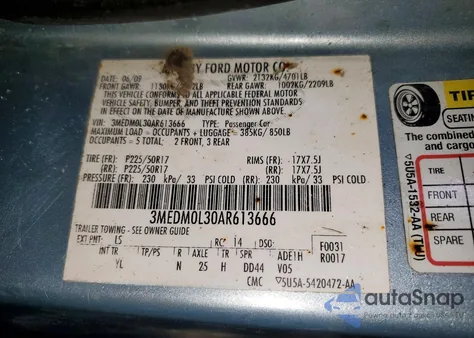 Y FORD MOTOR CO.
DATE: 06/09 GVWR: 2132KG/4701LB
FRONT GAWR: LB REAR GAWR: 1002KG/2209LB
THIS VEHICLE CONFORMS TO ALL APPLICABLE FEDERAL MOTOR
VEHICLE SAFETY, BUMPER, AND THEFT PREVENTION STANDARDS
IN EFFECT ON THE DATE OF MANUFACTURE SHOWN ABOVE.
VIN: 3MEDM0L30AR613666 TYPE: Passenger Car
MAXIMUM LOAD = OCCUPANTS + LUGGAGE = 385KG/ 850LB
OCCUPANTS: 5 TOTAL: 2 FRONT, 3 REAR
TIRE (FR): P225/50R17 RIMS (FR): 17X7.5J
(RR): P225/50R17 (RR): 17X7.5J
PRESSURE (FR): 230 kPa/ 33 PSI COLD
(RR): 230 kPa/ 33 PSI COLD
3MEDM0L30AR613666
TRAILER TOWING - SEE OWNER GUIDE
EXT PNT: LS RC: 14 DSO: F0031
TR TP/PS R AXLE TR SPR ADE1H R0017
YL N 25 H DD44 V05
CMC 5U5A-5420472-AA
TIR
SEATING
The combined
and cargo
TIRE
FRONT
REAR
SPARE
5U5A-1532-AA (TMU)
autoSnap